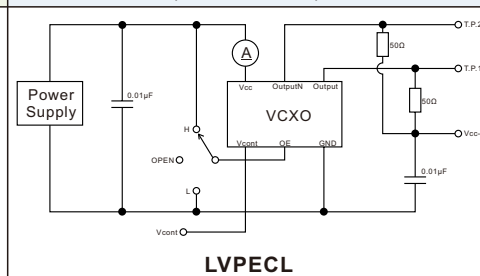 T.P.2
50Ω
A
T.P.1
Power
Supply
0.01μF
Vcc
OutputN
Output
50Ω
VCXO
H
Vcont
OE
GND
OPEN
0.01μF
L
Vcont
LVPECL